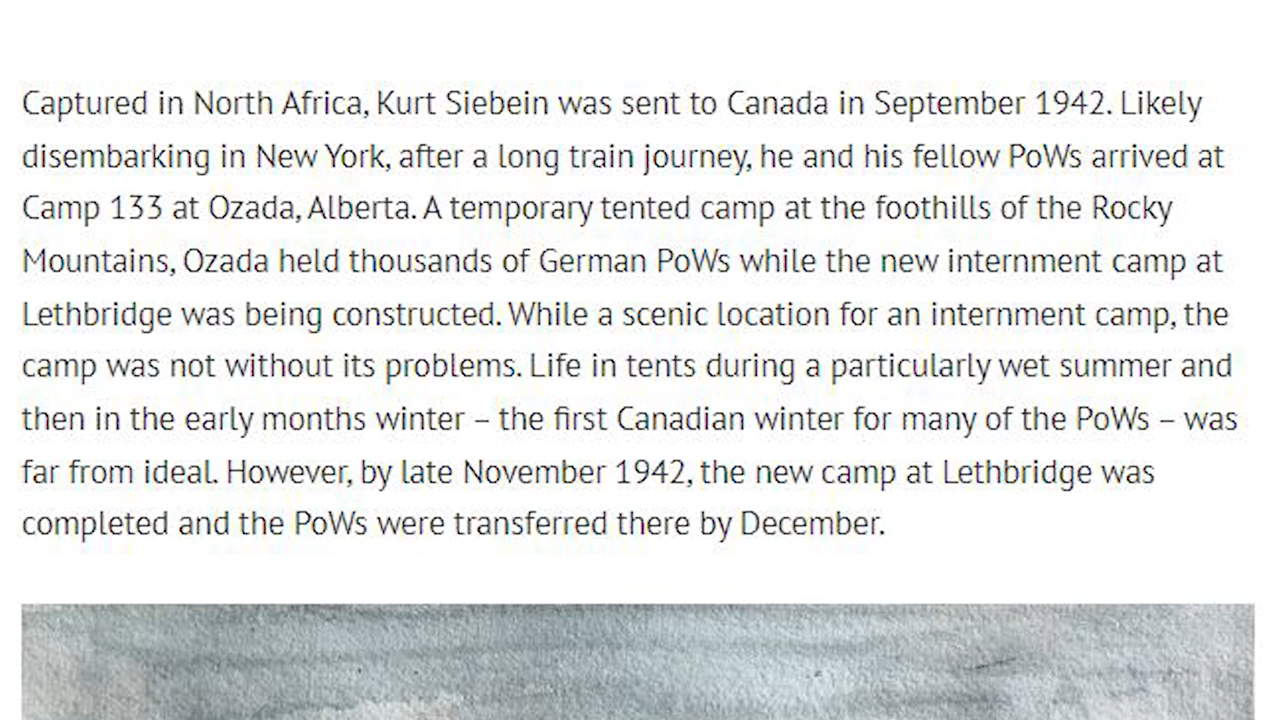 Captured in North Africa, Kurt Siebein was sent to Canada in September 1942. Likely
disembarking in New York, after a long train journey, he and his fellow PoWs arrived at
Camp 133 at Ozada, Alberta. A temporary tented camp at the foothills of the Rocky
Mountains, Ozada held thousands of German PoWs while the new internment camp at
Lethbridge was being constructed. While a scenic location for an internment camp, the
camp was not without its problems. Life in tents during a particularly wet summer and
then in the early months winter – the first Canadian winter for many of the PoWs – was
far from ideal. However, by late November 1942, the new camp at Lethbridge was
completed and the PoWs were transferred there by December.